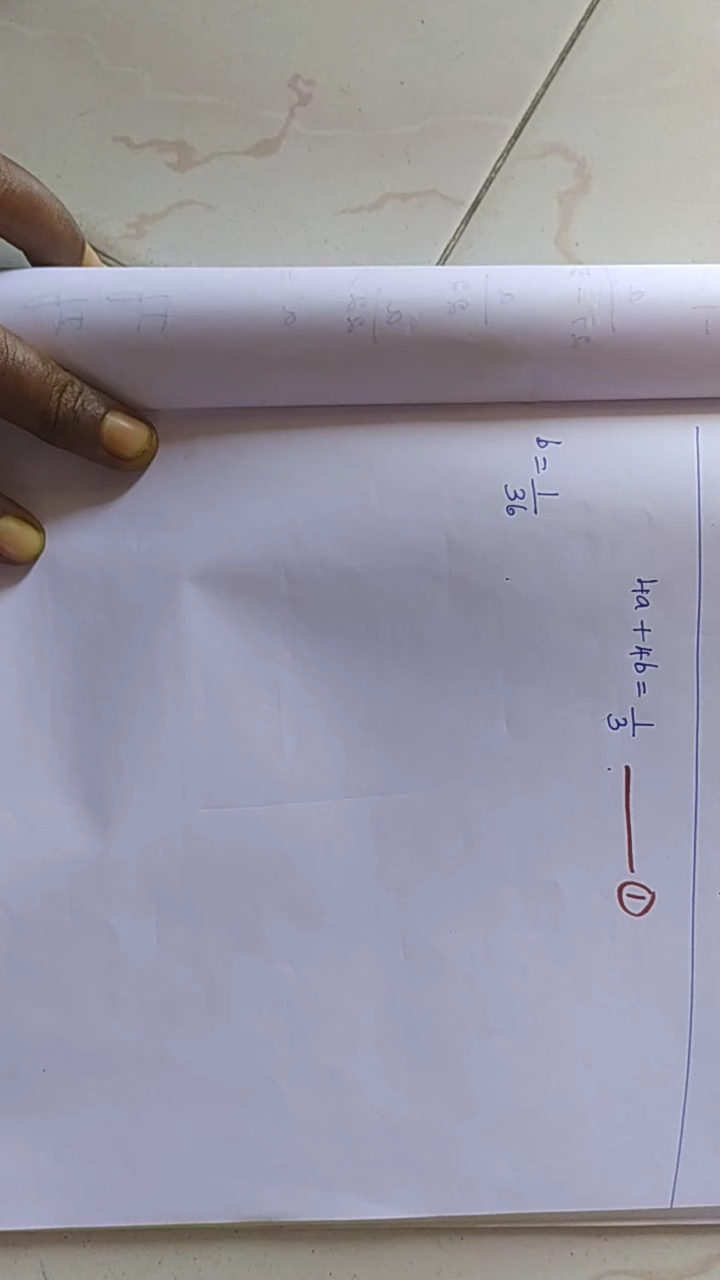 4a + 4b = 1/3 . — ①
b = 1/36